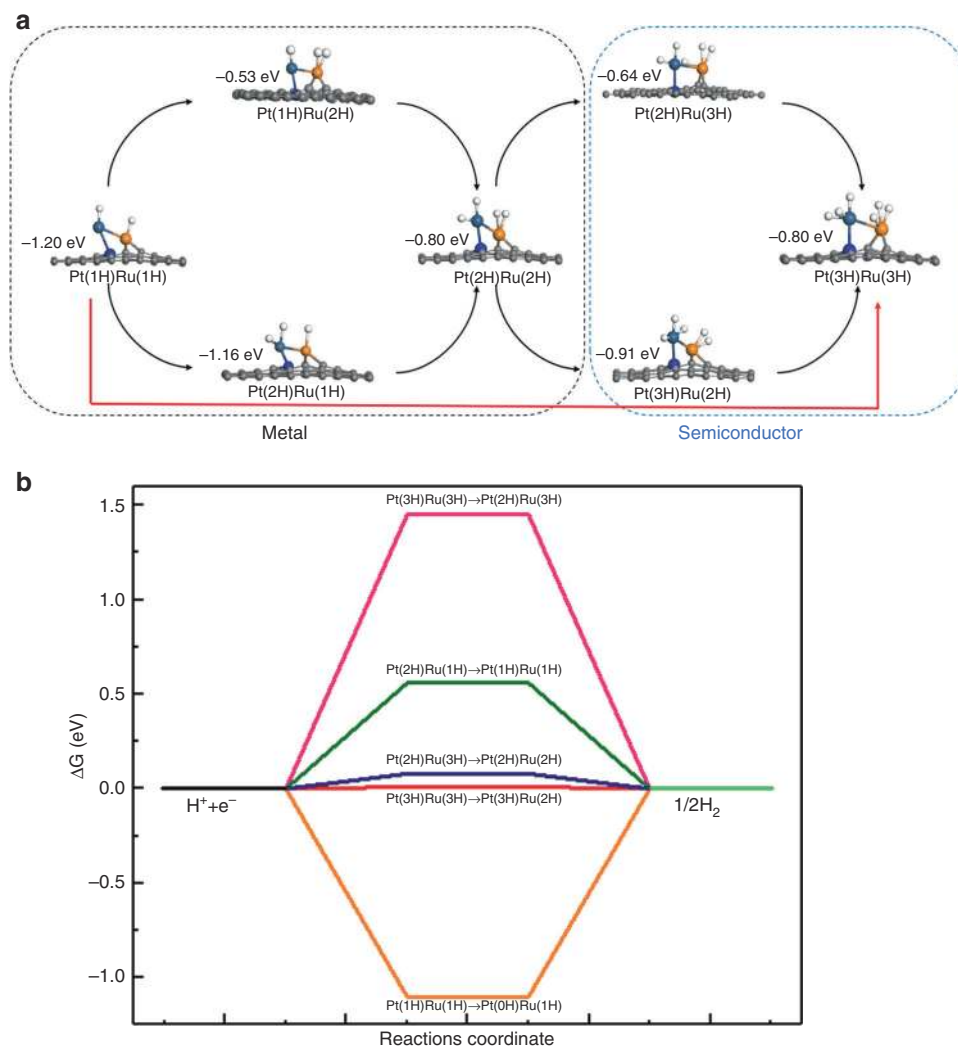 a
−0.53 eV
Pt(1H)Ru(2H)
−0.64 eV
Pt(2H)Ru(3H)
−1.20 eV
Pt(1H)Ru(1H)
−0.80 eV
Pt(2H)Ru(2H)
−0.80 eV
Pt(3H)Ru(3H)
−1.16 eV
Pt(2H)Ru(1H)
−0.91 eV
Pt(3H)Ru(2H)
Metal
Semiconductor
b
ΔG (eV)
1.5
1.0
0.5
0.0
−0.5
−1.0
Pt(3H)Ru(3H)→Pt(2H)Ru(3H)
Pt(2H)Ru(1H)→Pt(1H)Ru(1H)
Pt(2H)Ru(3H)→Pt(2H)Ru(2H)
Pt(3H)Ru(3H)→Pt(3H)Ru(2H)
H⁺+e⁻
1/2H₂
Pt(1H)Ru(1H)→Pt(0H)Ru(1H)
Reactions coordinate